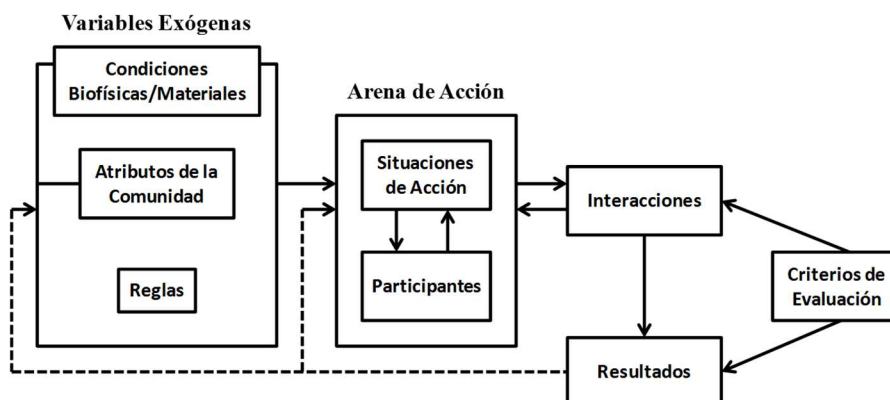 Variables Exógenas
Condiciones
Biofísicas/Materiales
Atributos de la
Comunidad
Reglas
Arena de Acción
Situaciones
de Acción
Participantes
Interacciones
Resultados
Criterios de
Evaluación